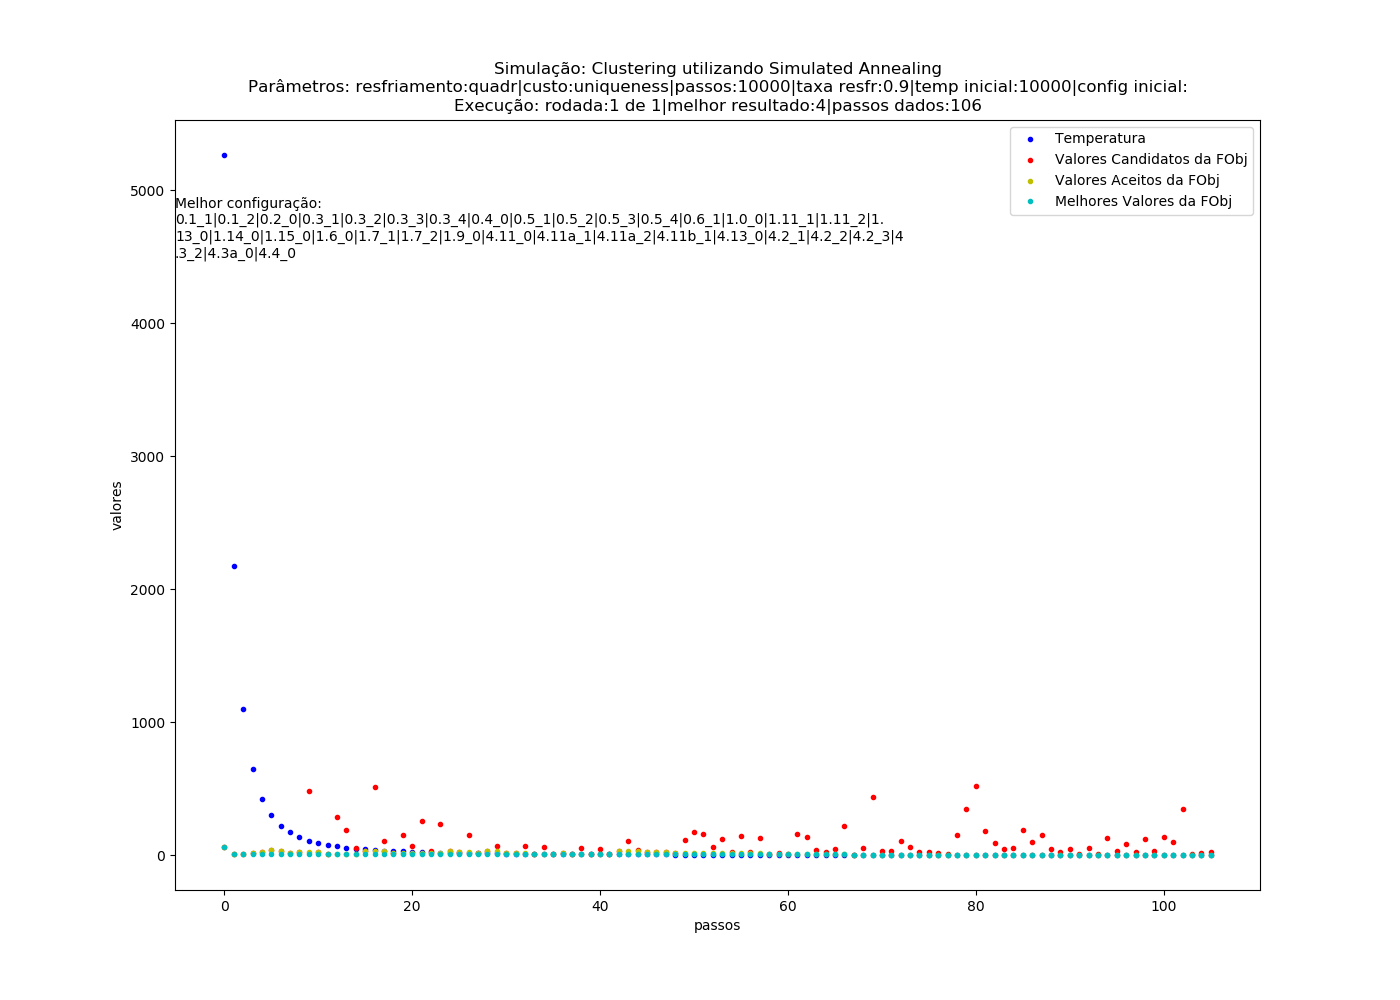 Simulação: Clustering utilizando Simulated Annealing
Parâmetros: resfriamento:quadr|custo:uniqueness|passos:10000|taxa resfr:0.9|temp inicial:10000|config inicial:
Execução: rodada:1 de 1|melhor resultado:4|passos dados:106
Temperatura
Valores Candidatos da FObj
Valores Aceitos da FObj
Melhores Valores da FObj
Melhor configuração:
0.1_1|0.1_2|0.2_0|0.3_1|0.3_2|0.3_3|0.3_4|0.4_0|0.5_1|0.5_2|0.5_3|0.5_4|0.6_1|1.0_0|1.11_1|1.11_2|1.
13_0|1.14_0|1.15_0|1.6_0|1.7_1|1.7_2|1.9_0|4.11_0|4.11a_1|4.11a_2|4.11b_1|4.13_0|4.2_1|4.2_2|4.2_3|4
.3_2|4.3a_0|4.4_0
5000
4000
3000
2000
1000
0
valores
0 20 40 60 80 100
passos